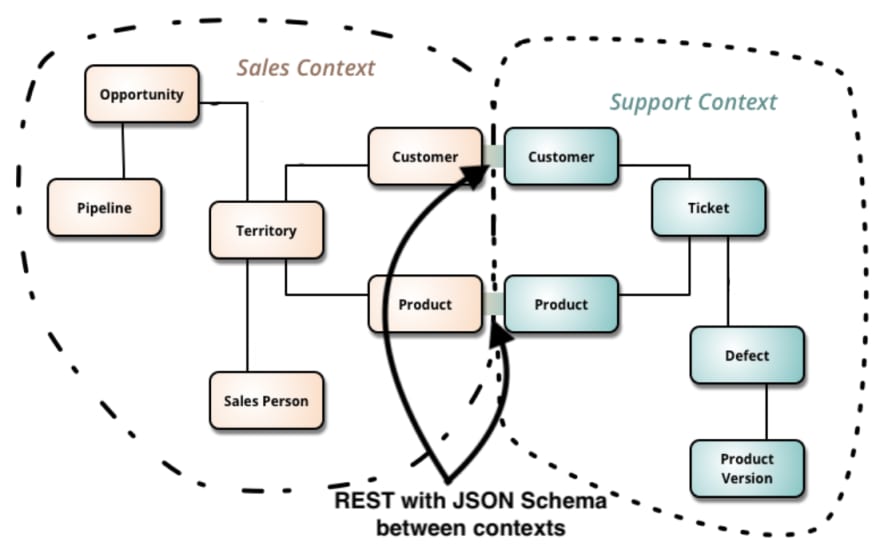 Sales Context
Opportunity
Support Context
Customer
Customer
Pipeline
Ticket
Territory
Product
Product
Defect
Sales Person
Product
Version
REST with JSON Schema
between contexts